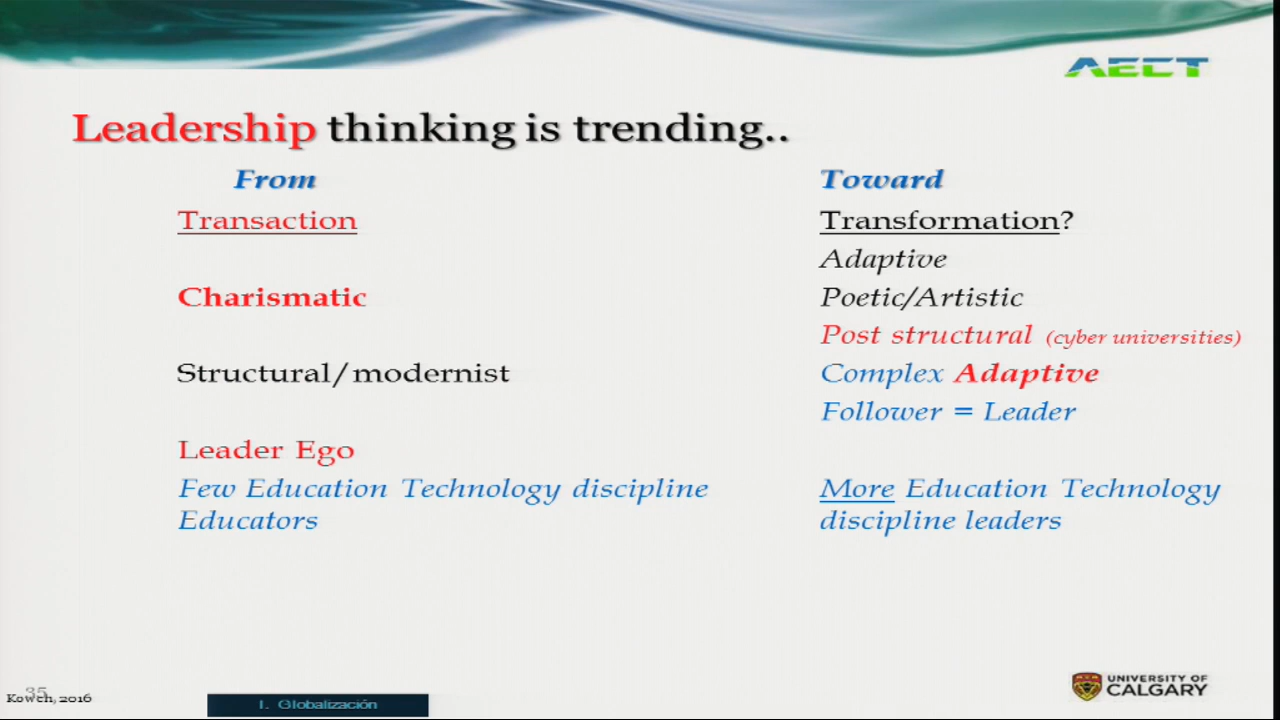 AECT
Leadership thinking is trending..
From
Toward
Transaction
Transformation?
Adaptive
Charismatic
Poetic/Artistic
Post structural (cyber universities)
Structural/modernist
Complex Adaptive
Follower = Leader
Leader Ego
Few Education Technology discipline
Educators
More Education Technology
discipline leaders
35
Kowch, 2016
I. Globalización
UNIVERSITY OF
CALGARY